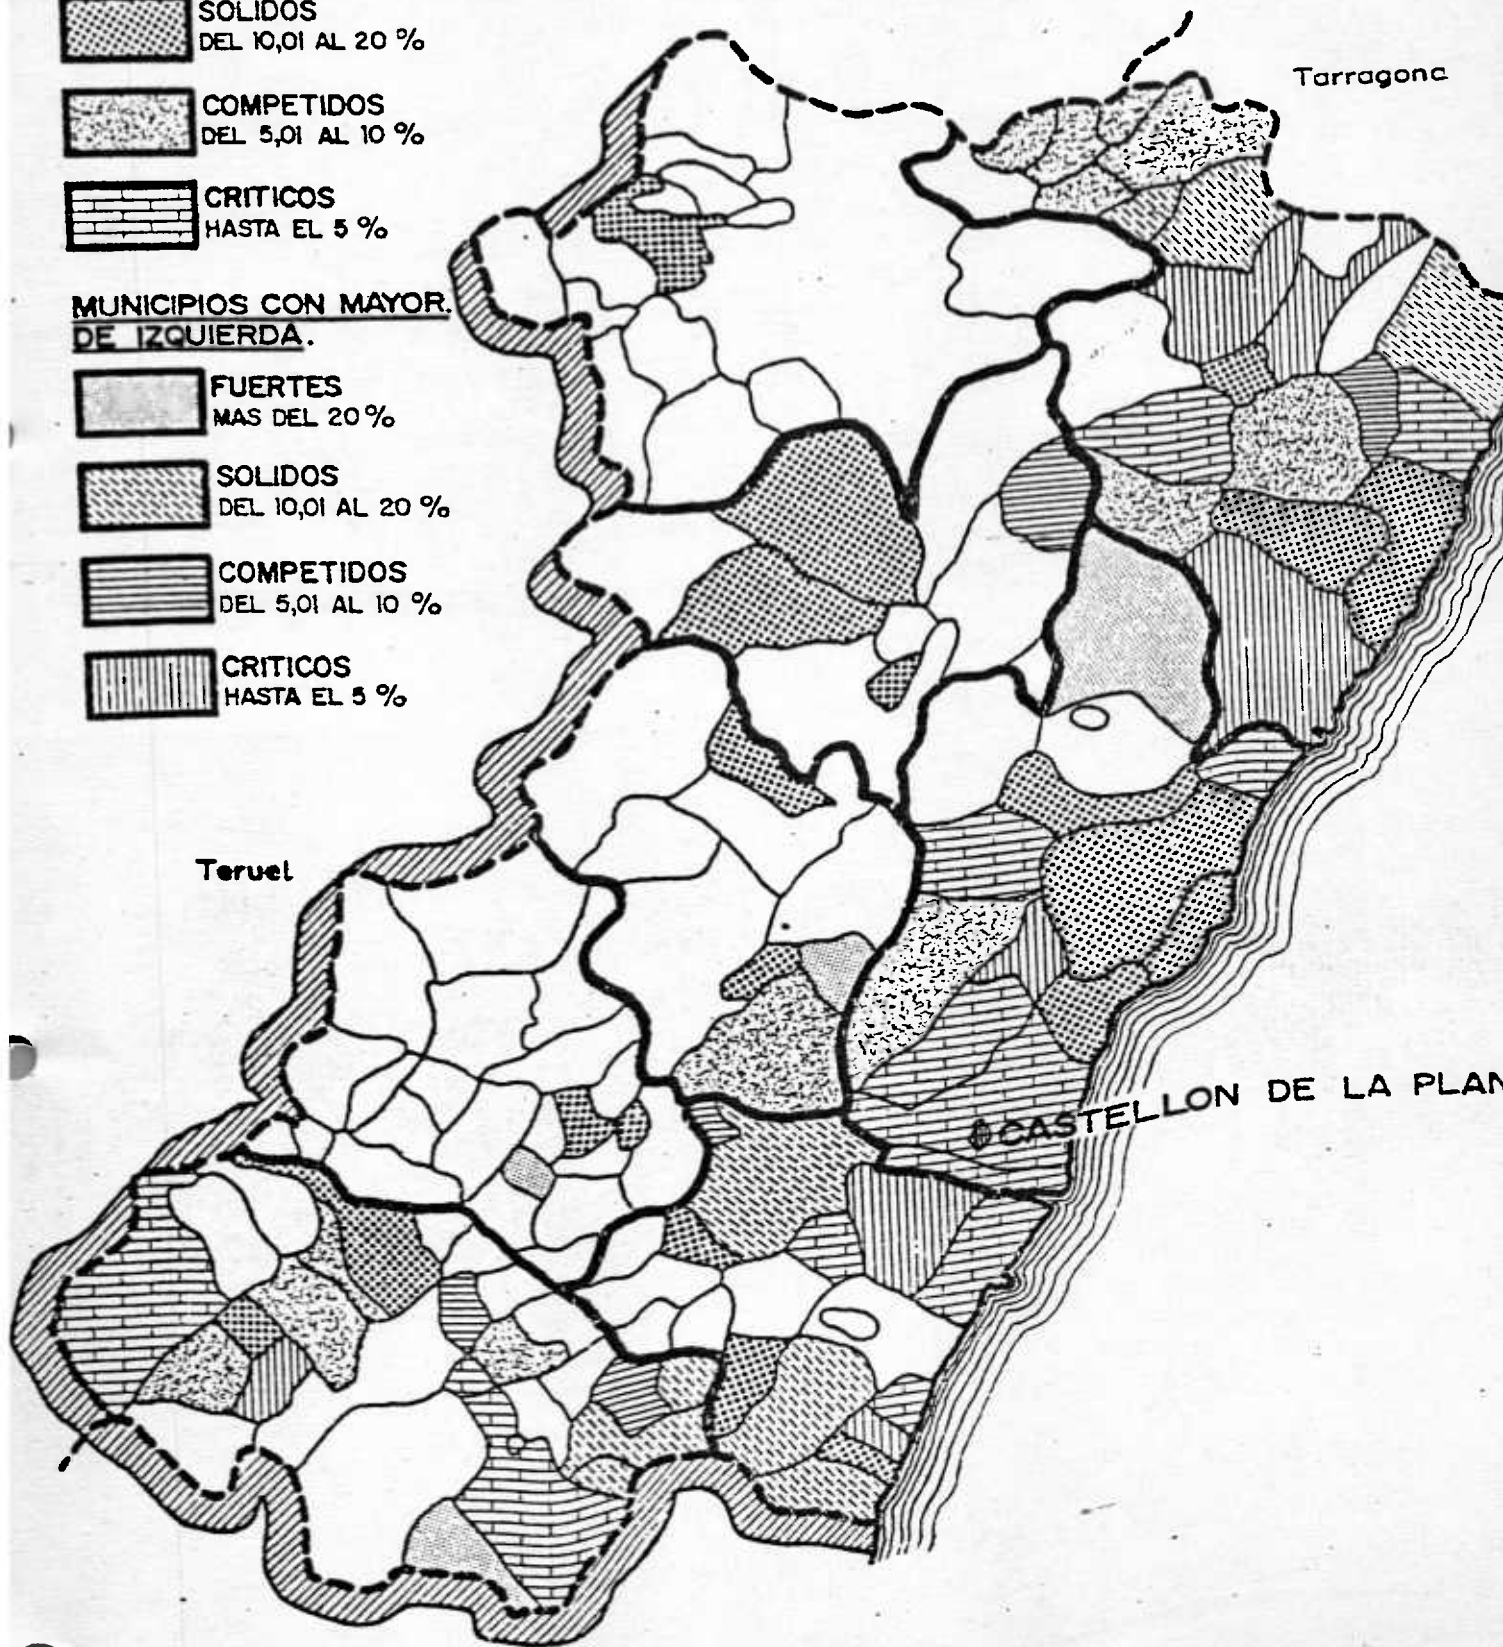 SOLIDOS
DEL 10,01 AL 20 %
COMPETIDOS
DEL 5,01 AL 10 %
CRITICOS
HASTA EL 5 %
MUNICIPIOS CON MAYOR.
DE IZQUIERDA.
FUERTES
MAS DEL 20 %
SOLIDOS
DEL 10,01 AL 20 %
COMPETIDOS
DEL 5,01 AL 10 %
CRITICOS
HASTA EL 5 %
Tarragona
Teruel
CASTELLON DE LA PLAN